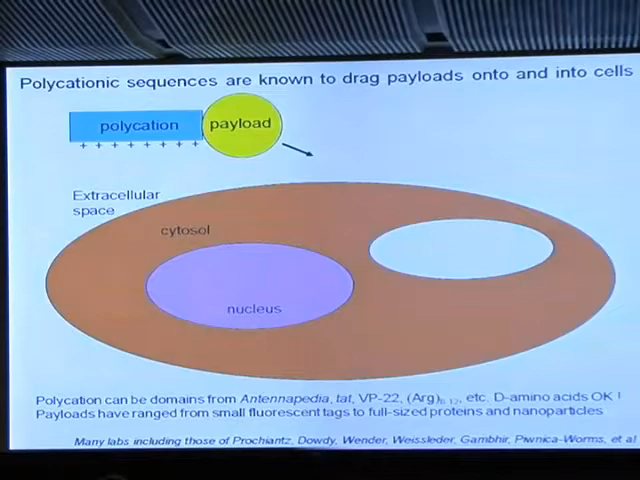 Polycationic sequences are known to drag payloads onto and into cells
polycation
payload
+ + + + + + + +
Extracellular
space
cytosol
nucleus
Polycation can be domains from Antennapedia, tat, VP-22, (Arg) etc. D-amino acids OK !
Payloads have ranged from small fluorescent tags to full-sized proteins and nanoparticles
Many labs including those of Prochiantz, Dowdy, Wender, Weissleder, Gambhir, Piwnica-Worms, et al